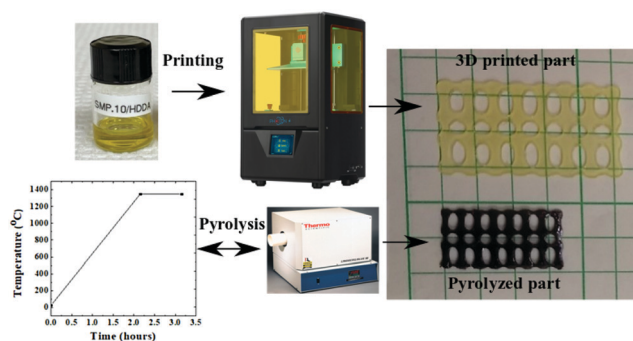 Printing
SMP.10/HDDA
3D printed part
1400
1200
1000
800
600
400
200
0
Temperature (°C)
0.0 0.5 1.0 1.5 2.0 2.5 3.0 3.5
Time (hours)
Pyrolysis
Thermo
Pyrolyzed part